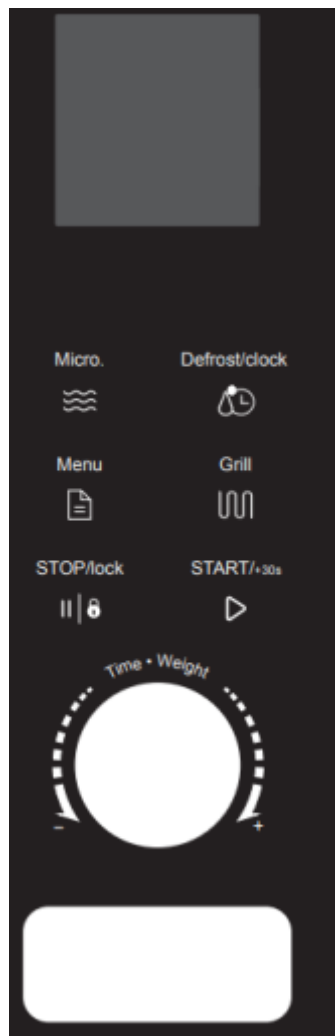 Micro. Defrost/clock
Menu Grill
STOP/lock START/+30s
Time • Weight
- +